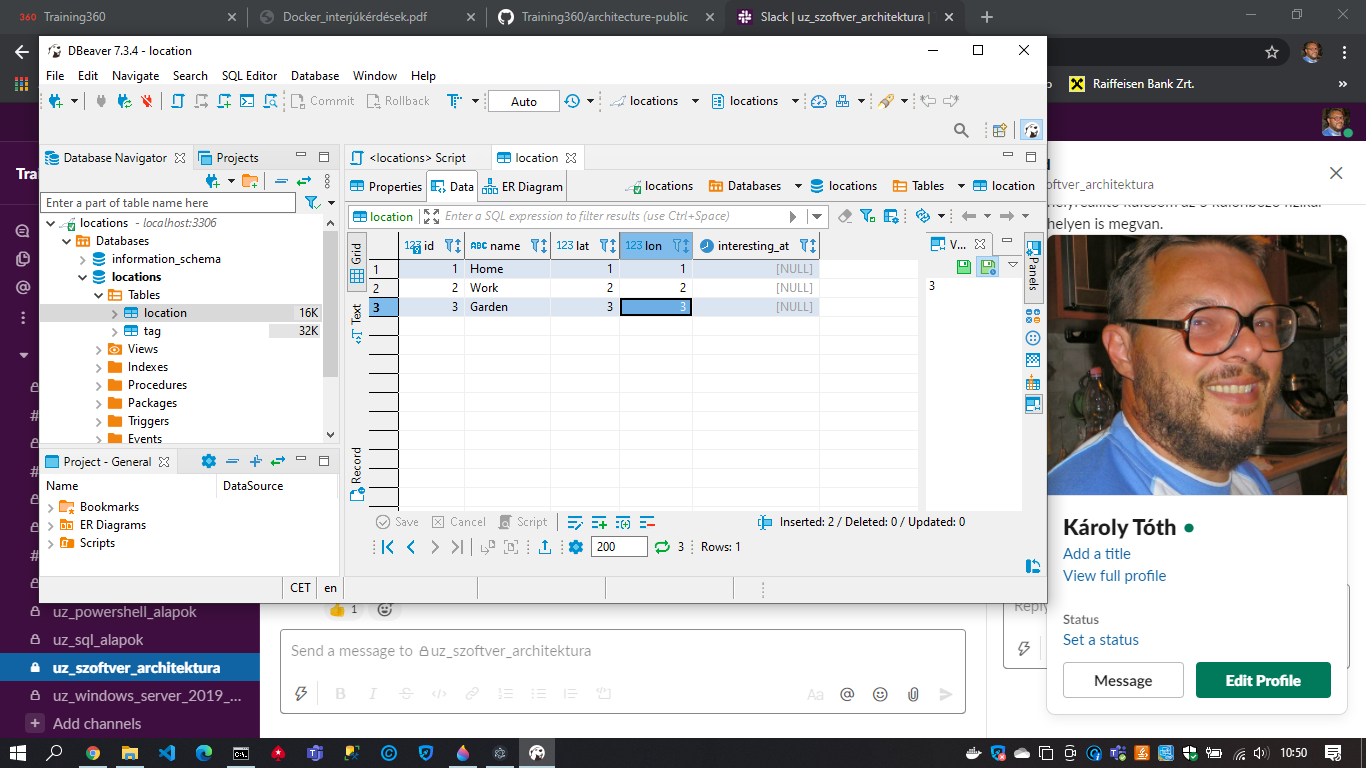 Training360
Docker_interjúkérdések.pdf
Training360/architecture-public
Slack | uz_szoftver_architektura |
Raiffeisen Bank Zrt.
DBeaver 7.3.4 - location
File Edit Navigate Search SQL Editor Database Window Help
Commit Rollback Auto locations locations
Database Navigator Projects
Enter a part of table name here
locations - localhost:3306
Databases
information_schema
locations
Tables
location 16K
tag 32K
Views
Indexes
Procedures
Packages
Triggers
Events
Project - General
Name DataSource
Bookmarks
ER Diagrams
Scripts
<locations> Script location
Properties Data ER Diagram locations Databases locations Tables location
location Enter a SQL expression to filter results (use Ctrl+Space)
Grid
Text
Record
123 id ABC name 123 lat 123 lon interesting_at
1 1 Home 1 1 [NULL]
2 2 Work 2 2 [NULL]
3 3 Garden 3 3 [NULL]
V...
3
Panels
Save Cancel Script Inserted: 2 / Deleted: 0 / Updated: 0
200 3 Rows: 1
CET en
Trai
uz_powershell_alapok
uz_sql_alapok
uz_szoftver_architektura
uz_windows_server_2019_...
Add channels
1
Send a message to uz_szoftver_architektura
oftver_architektura
helyen is megvan.
Károly Tóth
Add a title
View full profile
Status
Set a status
Message Edit Profile
Reply
10:50